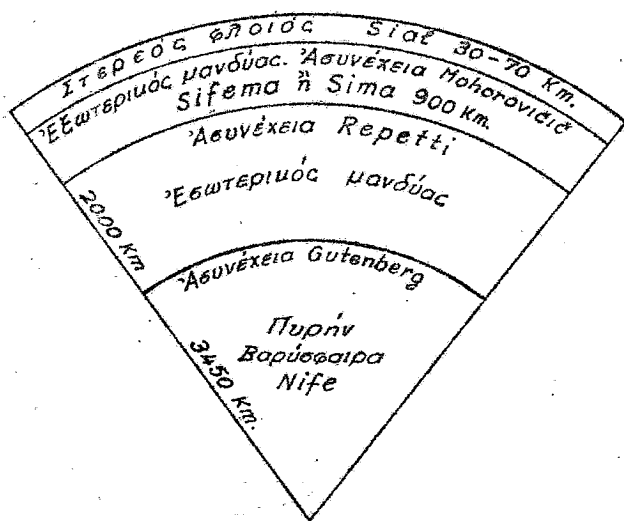 Στερεός φλοιός Sial 30-70 Km.
Ἐξωτερικός μανδύας. Ἀσυνέχεια Mohorovičić
Sifema ἢ Sima 900 Km.
Ἀσυνέχεια Repetti
Ἐσωτερικός μανδύας
2000 Km
Ἀσυνέχεια Gutenberg
Πυρήν
Βαρύσφαιρα
Nife
3450 Km.